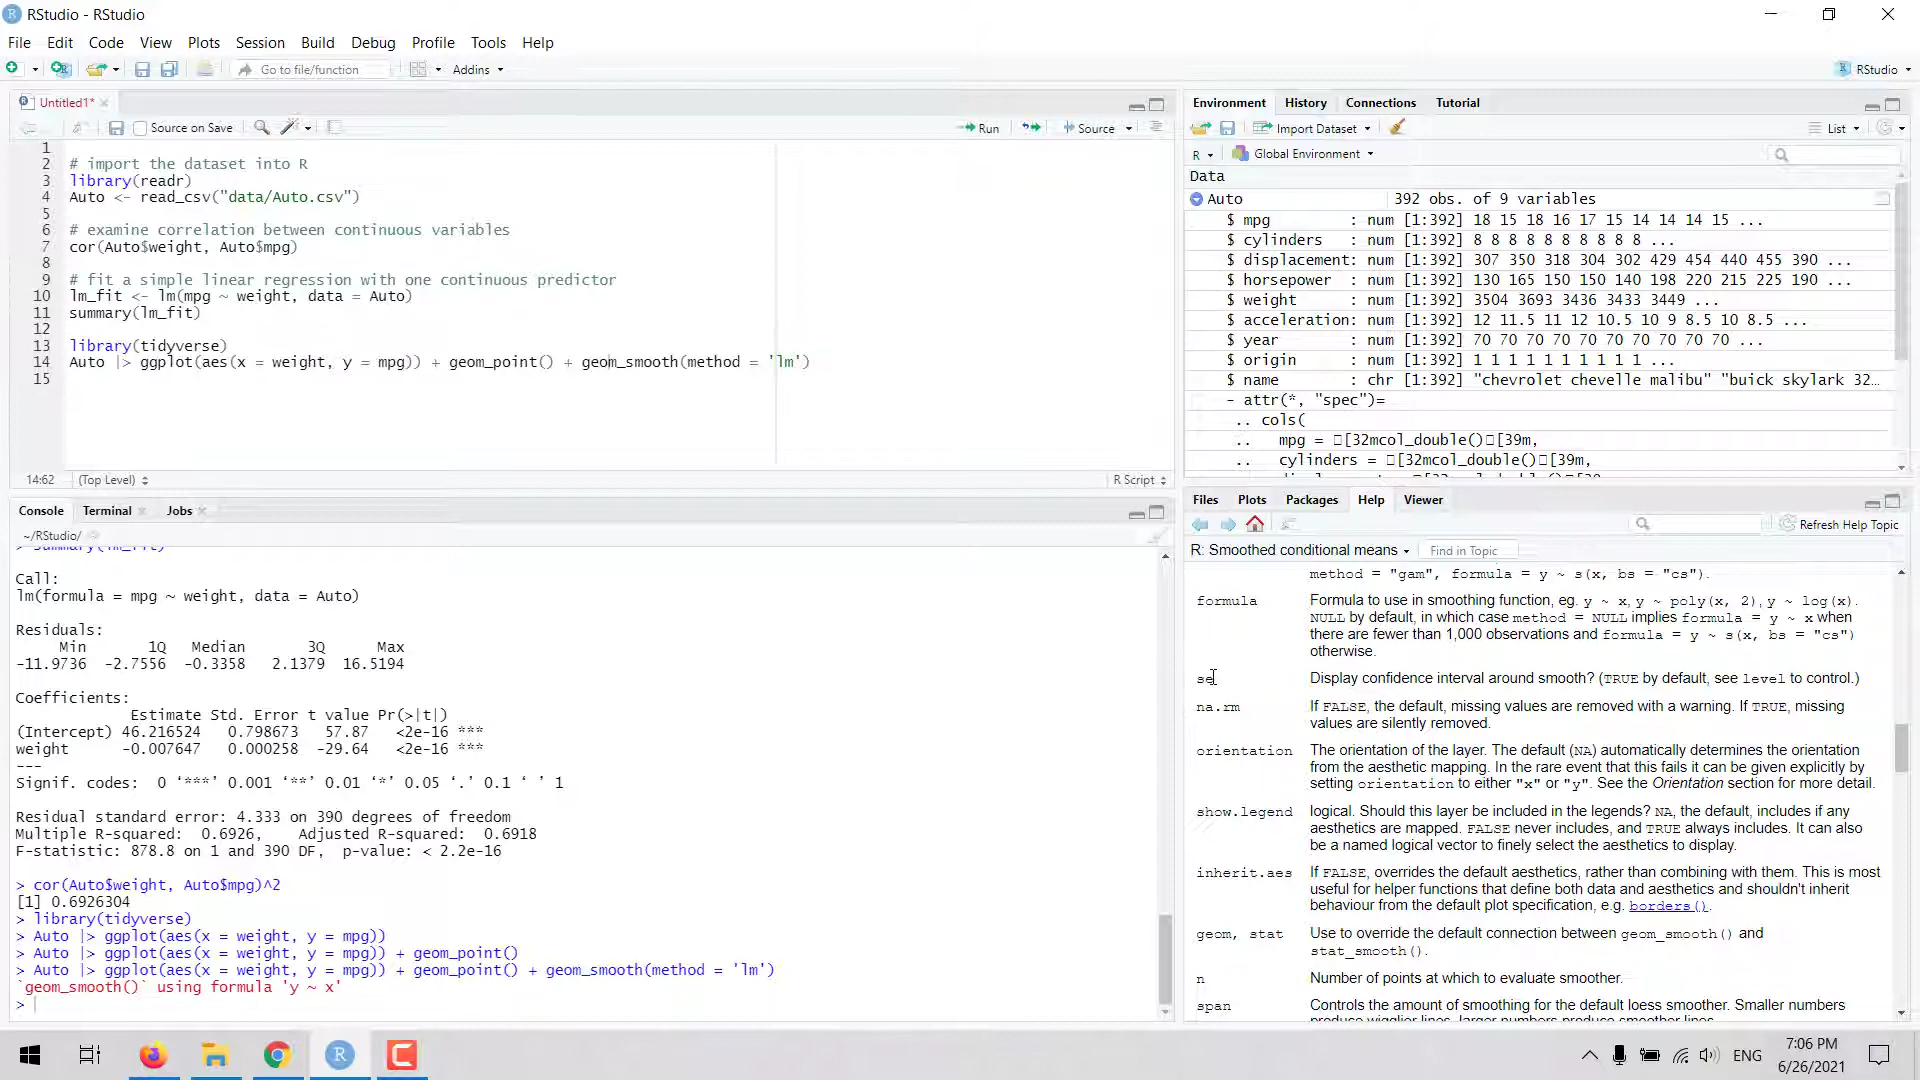 RStudio - RStudio
File Edit Code View Plots Session Build Debug Profile Tools Help
Go to file/function Addins RStudio
Untitled1*
Source on Save Run Source
1
2 # import the dataset into R
3 library(readr)
4 Auto <- read_csv("data/Auto.csv")
5
6 # examine correlation between continuous variables
7 cor(Auto$weight, Auto$mpg)
8
9 # fit a simple linear regression with one continuous predictor
10 lm_fit <- lm(mpg ~ weight, data = Auto)
11 summary(lm_fit)
12
13 library(tidyverse)
14 Auto |> ggplot(aes(x = weight, y = mpg)) + geom_point() + geom_smooth(method = 'lm')
15
14:62 (Top Level) R Script
Console Terminal Jobs
~/RStudio/
> summary(lm_fit)
Call:
lm(formula = mpg ~ weight, data = Auto)
Residuals:
Min 1Q Median 3Q Max
-11.9736 -2.7556 -0.3358 2.1379 16.5194
Coefficients:
Estimate Std. Error t value Pr(>|t|)
(Intercept) 46.216524 0.798673 57.87 <2e-16 ***
weight -0.007647 0.000258 -29.64 <2e-16 ***
---
Signif. codes: 0 ‘***’ 0.001 ‘**’ 0.01 ‘*’ 0.05 ‘.’ 0.1 ‘ ’ 1
Residual standard error: 4.333 on 390 degrees of freedom
Multiple R-squared: 0.6926, Adjusted R-squared: 0.6918
F-statistic: 878.8 on 1 and 390 DF, p-value: < 2.2e-16
> cor(Auto$weight, Auto$mpg)^2
[1] 0.6926304
> library(tidyverse)
> Auto |> ggplot(aes(x = weight, y = mpg))
> Auto |> ggplot(aes(x = weight, y = mpg)) + geom_point()
> Auto |> ggplot(aes(x = weight, y = mpg)) + geom_point() + geom_smooth(method = 'lm')
`geom_smooth()` using formula 'y ~ x'
>
Environment History Connections Tutorial
Import Dataset List
R Global Environment
Data
Auto 392 obs. of 9 variables
$ mpg : num [1:392] 18 15 18 16 17 15 14 14 14 15 ...
$ cylinders : num [1:392] 8 8 8 8 8 8 8 8 8 8 ...
$ displacement: num [1:392] 307 350 318 304 302 429 454 440 455 390 ...
$ horsepower : num [1:392] 130 165 150 150 140 198 220 215 225 190 ...
$ weight : num [1:392] 3504 3693 3436 3433 3449 ...
$ acceleration: num [1:392] 12 11.5 11 12 10.5 10 9 8.5 10 8.5 ...
$ year : num [1:392] 70 70 70 70 70 70 70 70 70 70 ...
$ origin : num [1:392] 1 1 1 1 1 1 1 1 1 1 ...
$ name : chr [1:392] "chevrolet chevelle malibu" "buick skylark 32…
- attr(*, "spec")=
.. cols(
.. mpg = [32mcol_double()[39m,
.. cylinders = [32mcol_double()[39m,
Files Plots Packages Help Viewer
Refresh Help Topic
R: Smoothed conditional means Find in Topic
method = "gam", formula = y ~ s(x, bs = "cs").
formula Formula to use in smoothing function, eg. y ~ x, y ~ poly(x, 2), y ~ log(x).
NULL by default, in which case method = NULL implies formula = y ~ x when
there are fewer than 1,000 observations and formula = y ~ s(x, bs = "cs")
otherwise.
se Display confidence interval around smooth? (TRUE by default, see level to control.)
na.rm If FALSE, the default, missing values are removed with a warning. If TRUE, missing
values are silently removed.
orientation The orientation of the layer. The default (NA) automatically determines the orientation
from the aesthetic mapping. In the rare event that this fails it can be given explicitly by
setting orientation to either "x" or "y". See the Orientation section for more detail.
show.legend logical. Should this layer be included in the legends? NA, the default, includes if any
aesthetics are mapped. FALSE never includes, and TRUE always includes. It can also
be a named logical vector to finely select the aesthetics to display.
inherit.aes If FALSE, overrides the default aesthetics, rather than combining with them. This is most
useful for helper functions that define both data and aesthetics and shouldn't inherit
behaviour from the default plot specification, e.g. borders().
geom, stat Use to override the default connection between geom_smooth() and
stat_smooth().
n Number of points at which to evaluate smoother.
span Controls the amount of smoothing for the default loess smoother. Smaller numbers
produce wigglier lines, larger numbers produce smoother lines
ENG 7:06 PM
6/26/2021